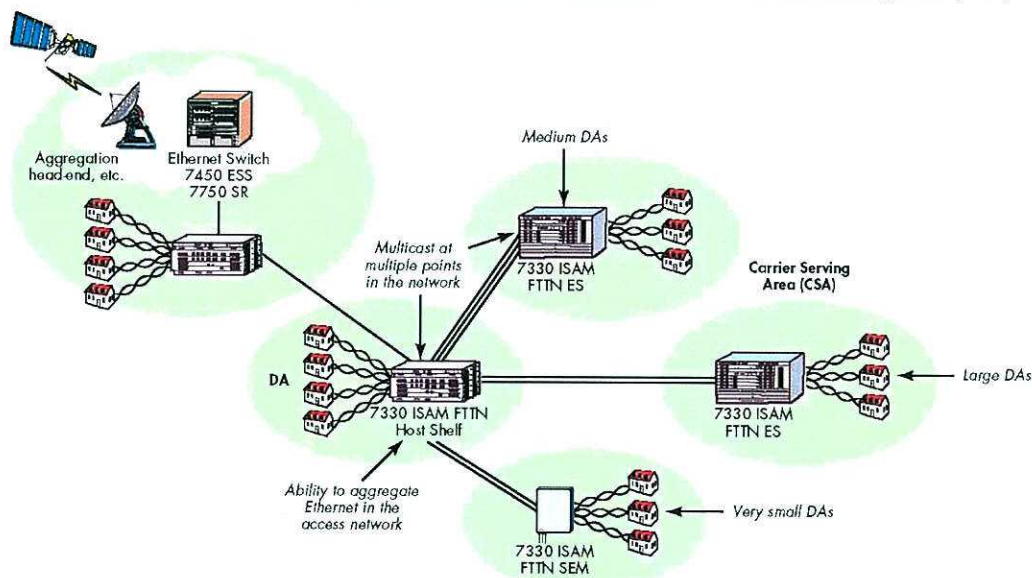 Aggregation
head-end, etc.
Ethernet Switch
7450 ESS
7750 SR
Medium DAs
Multicast at
multiple points
in the network
7330 ISAM
FTTN ES
Carrier Serving
Area (CSA)
DA
7330 ISAM FTTN
Host Shelf
7330 ISAM
FTTN ES
Large DAs
Ability to aggregate
Ethernet in the
access network
Very small DAs
7330 ISAM
FTTN SEM